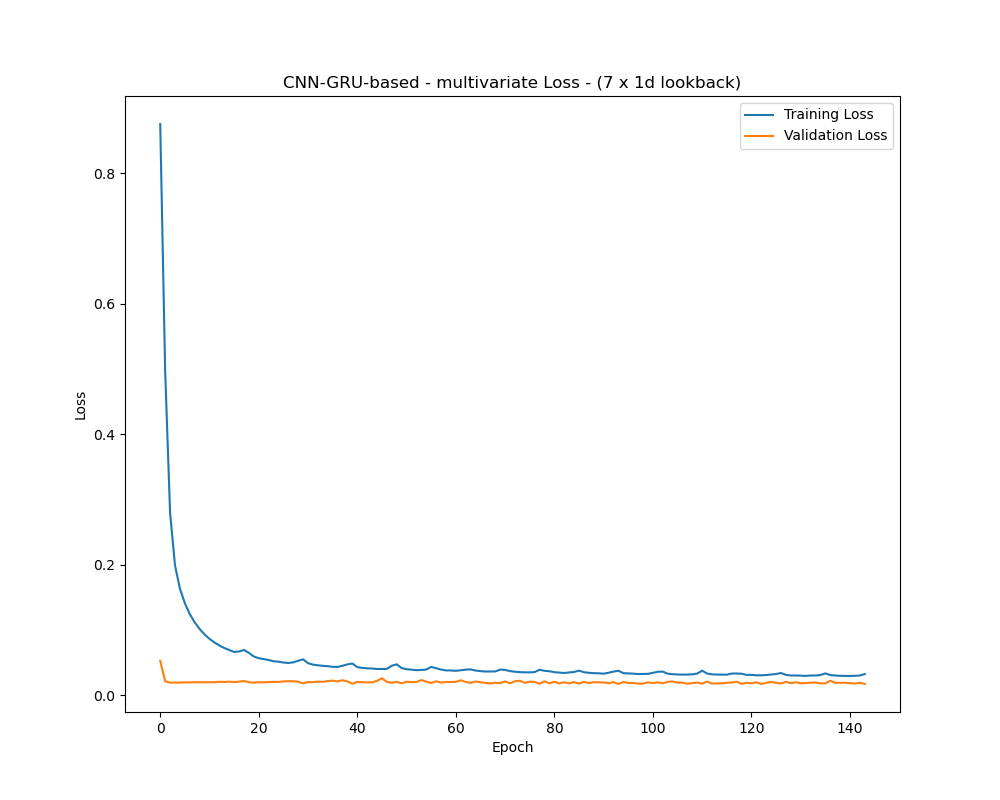 CNN-GRU-based - multivariate Loss - (7 x 1d lookback)
Training Loss
Validation Loss
0.8
0.6
0.4
0.2
0.0
Loss
0 20 40 60 80 100 120 140
Epoch